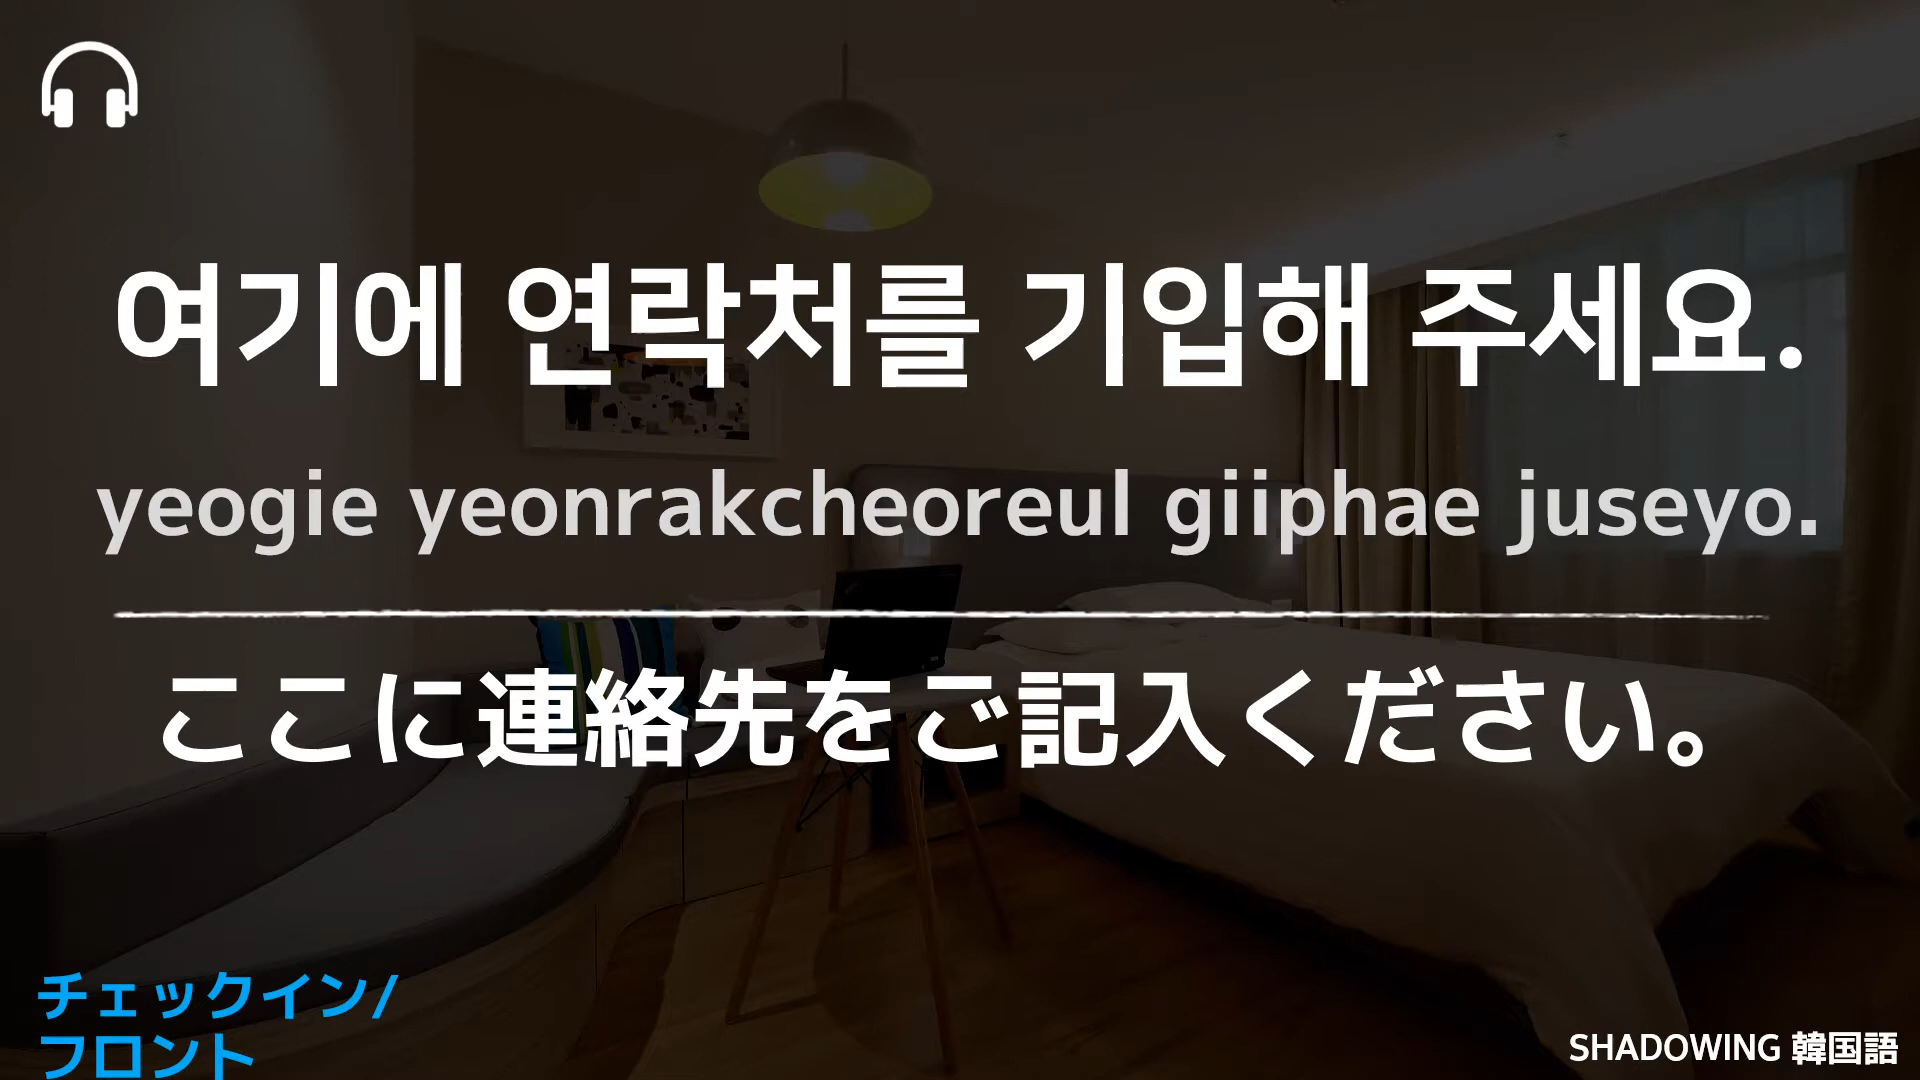 여기에 연락처를 기입해 주세요.
yeogie yeonrakcheoreul giiphae juseyo.
ここに連絡先をご記入ください。
チェックイン/
フロント
SHADOWING 韓国語